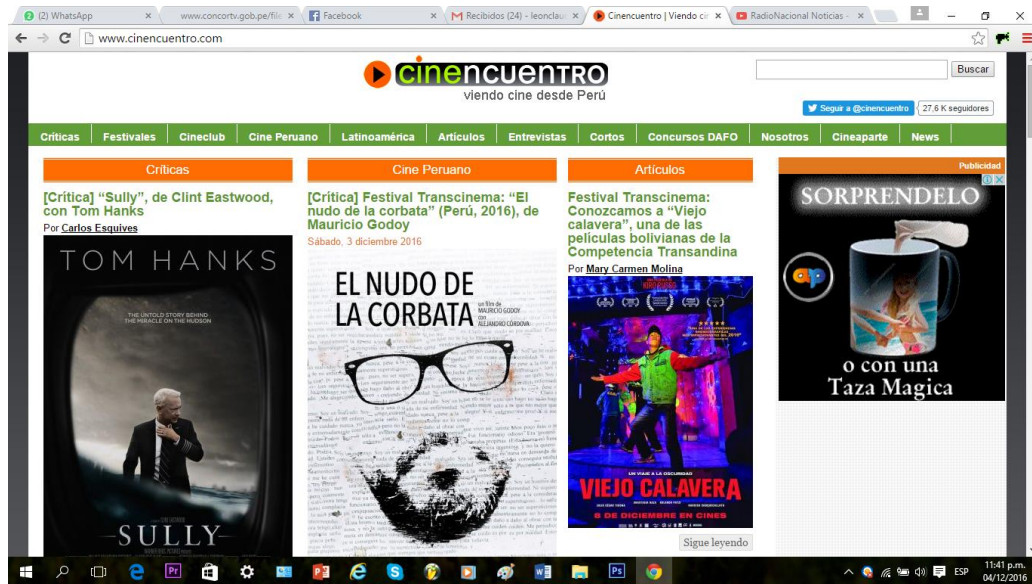 (2) WhatsApp
www.concortv.gob.pe/file
Facebook
Recibidos (24) - leonclau
Cinencuentro | Viendo cin
RadioNacional Noticias -
www.cinencuentro.com
cinencuentro
viendo cine desde Perú
Buscar
Seguir a @cinencuentro
27,6 K seguidores
Críticas Festivales Cineclub Cine Peruano Latinoamérica Artículos Entrevistas Cortos Concursos DAFO Nosotros Cineaparte News
Críticas
[Crítica] “Sully”, de Clint Eastwood,
con Tom Hanks
Por Carlos Esquives
TOM HANKS
THE UNTOLD STORY BEHIND
THE MIRACLE ON THE HUDSON
SULLY
Cine Peruano
[Crítica] Festival Transcinema: “El
nudo de la corbata” (Perú, 2016), de
Mauricio Godoy
Sábado, 3 diciembre 2016
EL NUDO DE
LA CORBATA
un film de
MAURICIO GODOY
con
ALEJANDRO CÓRDOVA
Artículos
Festival Transcinema:
Conozcamos a “Viejo
calavera”, una de las
películas bolivianas de la
Competencia Transandina
Por Mary Carmen Molina
KIRO RUSSO
UN VIAJE A LA OSCURIDAD
VIEJO CALAVERA
8 DE DICIEMBRE EN CINES
Sigue leyendo
Publicidad
SORPRENDELO
o con una
Taza Magica
ESP
11:41 p.m.
04/12/2016